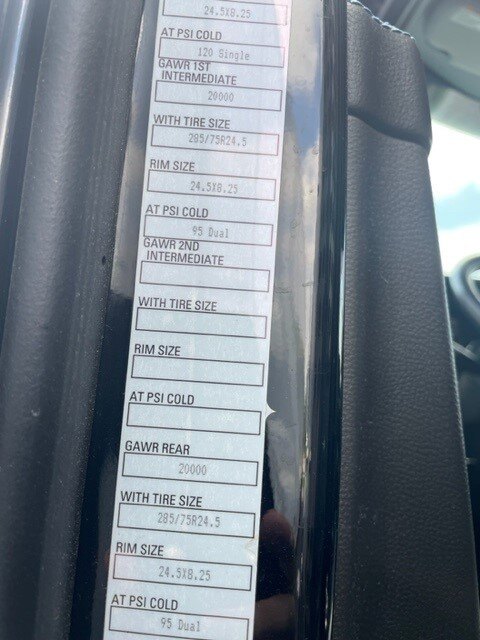 24.5X8.25
AT PSI COLD
120 Single
GAWR 1ST
INTERMEDIATE
20000
WITH TIRE SIZE
285/75R24.5
RIM SIZE
24.5X8.25
AT PSI COLD
95 Dual
GAWR 2ND
INTERMEDIATE
WITH TIRE SIZE
RIM SIZE
AT PSI COLD
GAWR REAR
20000
WITH TIRE SIZE
285/75R24.5
RIM SIZE
24.5X8.25
AT PSI COLD
95 Dual